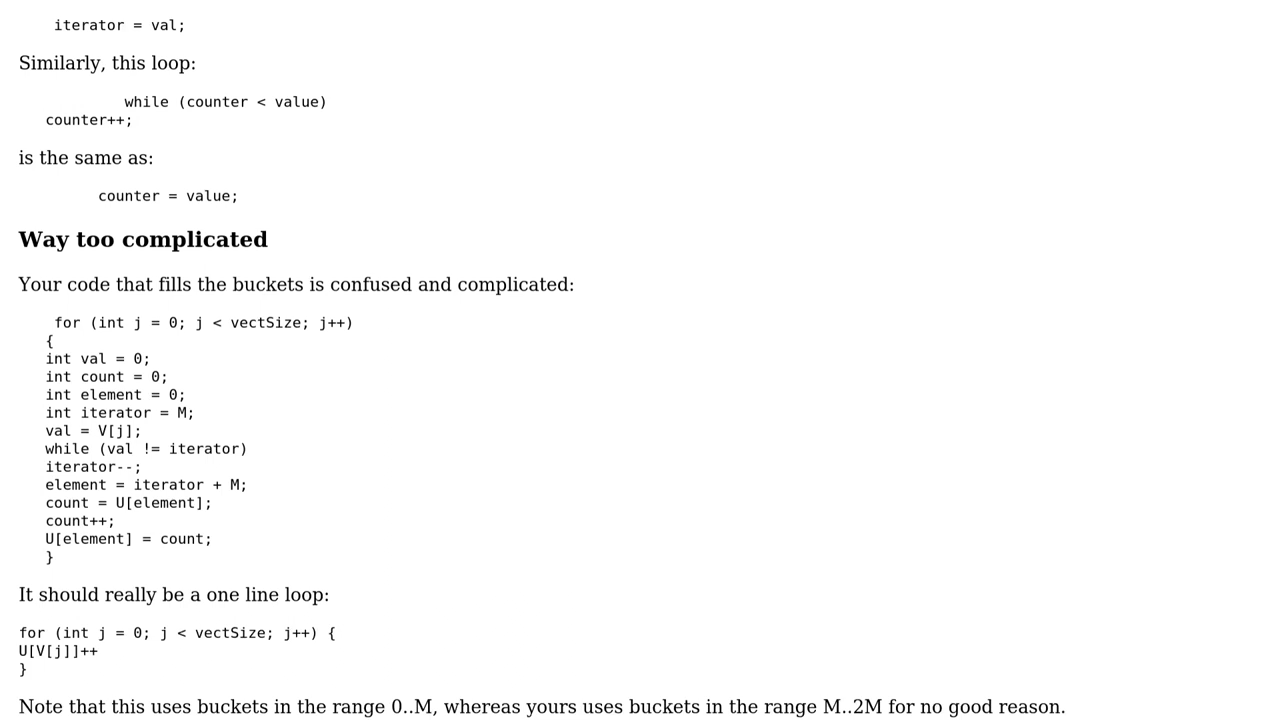 iterator = val;
Similarly, this loop:
while (counter < value)
counter++;
is the same as:
counter = value;
Way too complicated
Your code that fills the buckets is confused and complicated:
for (int j = 0; j < vectSize; j++)
{
int val = 0;
int count = 0;
int element = 0;
int iterator = M;
val = V[j];
while (val != iterator)
iterator--;
element = iterator + M;
count = U[element];
count++;
U[element] = count;
}
It should really be a one line loop:
for (int j = 0; j < vectSize; j++) {
U[V[j]]++
}
Note that this uses buckets in the range 0..M, whereas yours uses buckets in the range M..2M for no good reason.